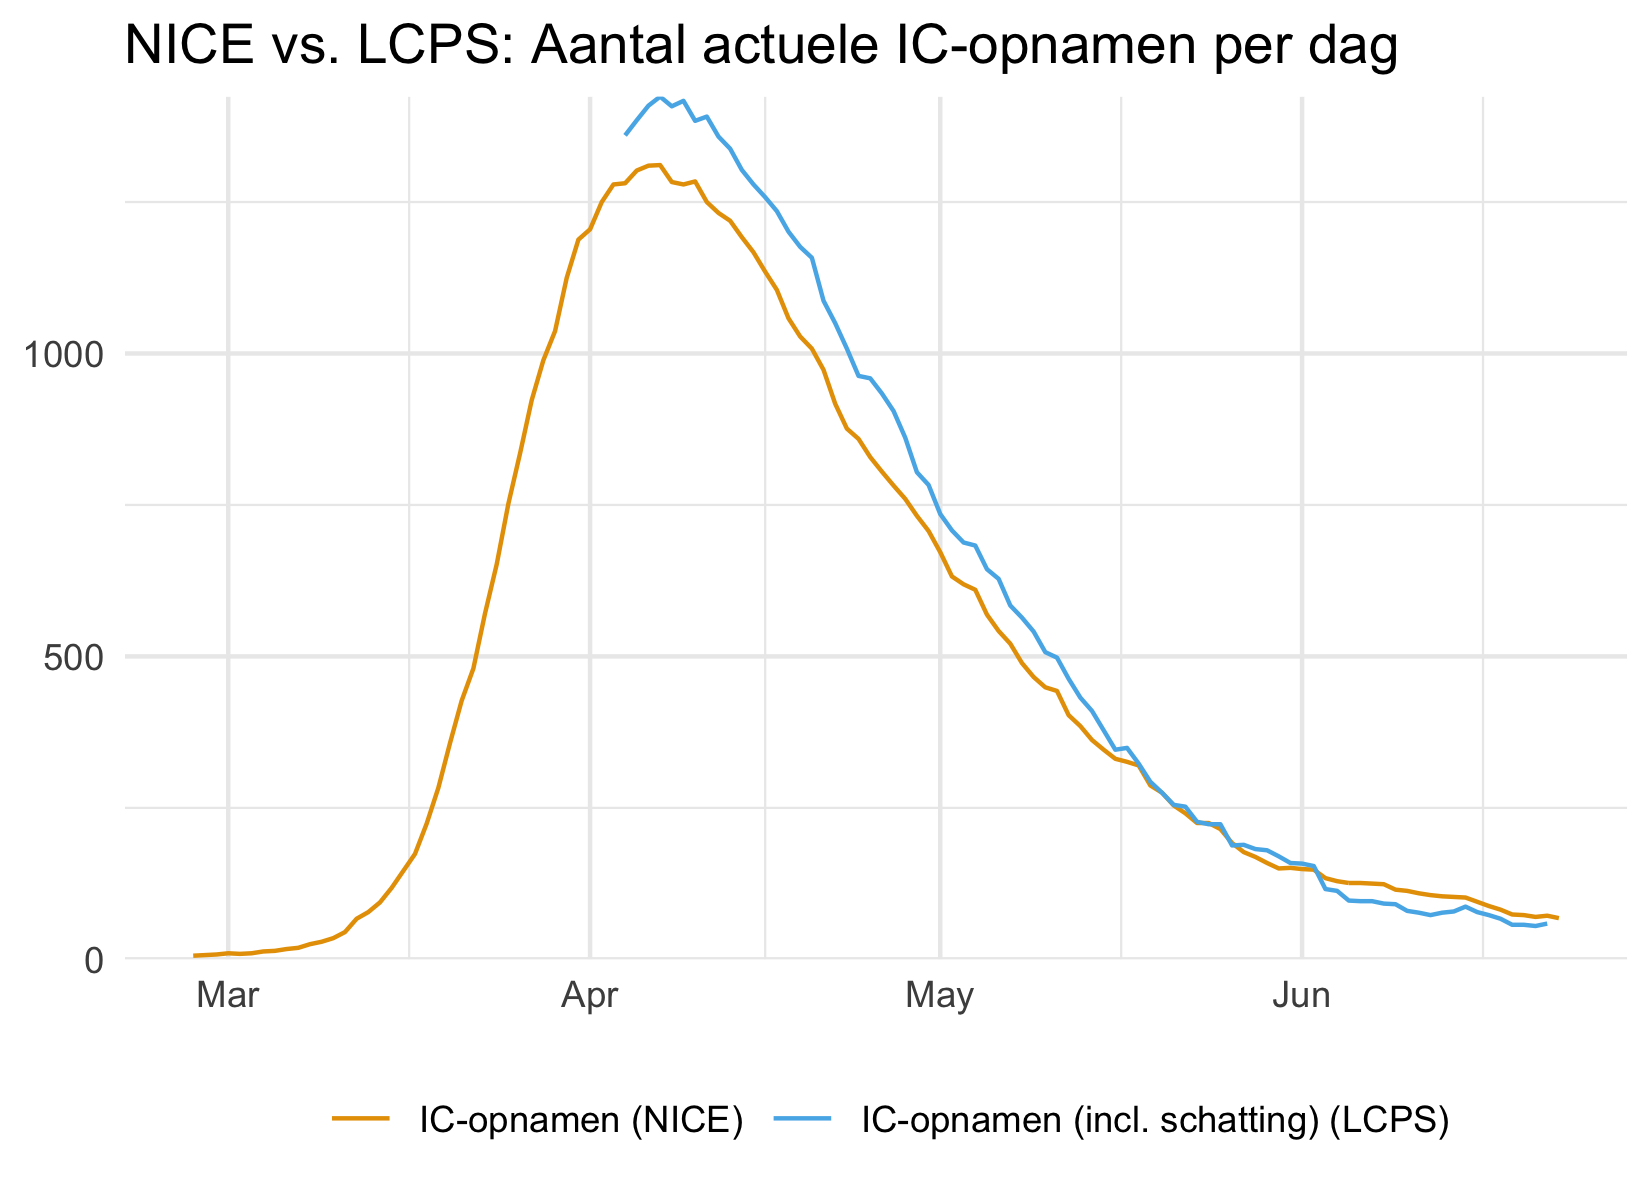 NICE vs. LCPS: Aantal actuele IC-opnamen per dag
1000
500
0
Mar Apr May Jun
IC-opnamen (NICE) IC-opnamen (incl. schatting) (LCPS)